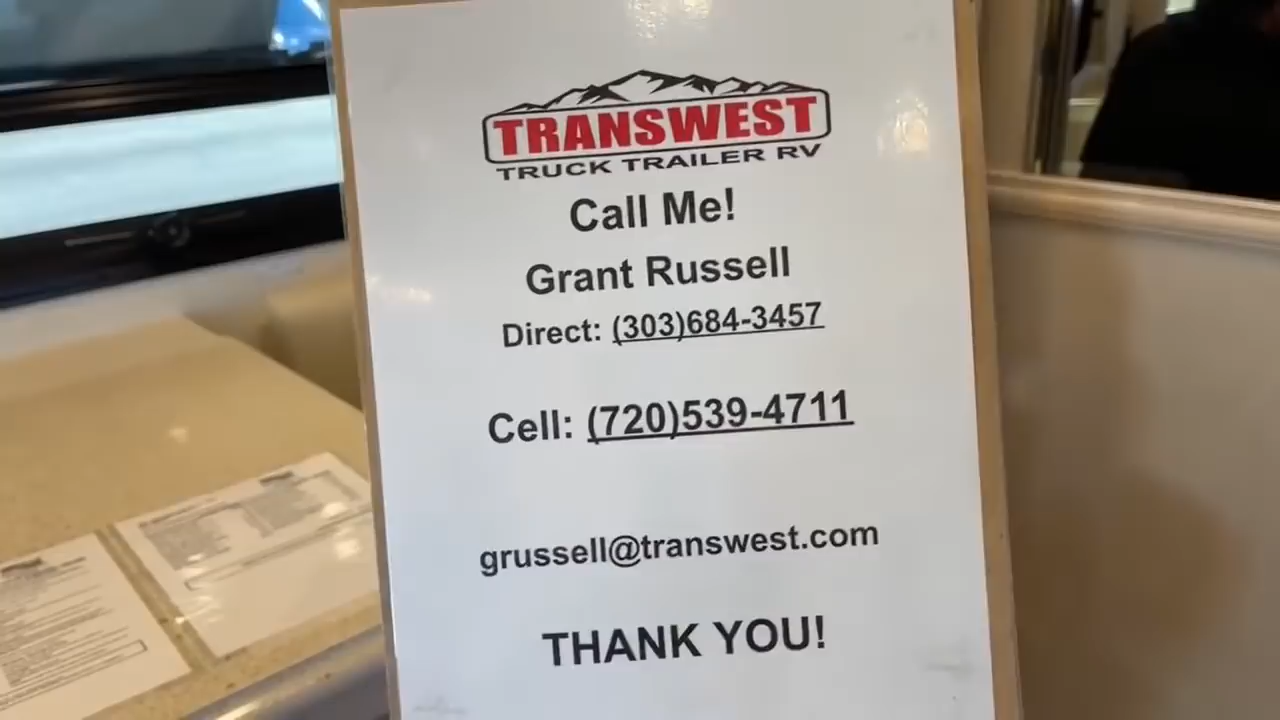 TRANSWEST
TRUCK TRAILER RV
Call Me!
Grant Russell
Direct: (303)684-3457
Cell: (720)539-4711
grussell@transwest.com
THANK YOU!